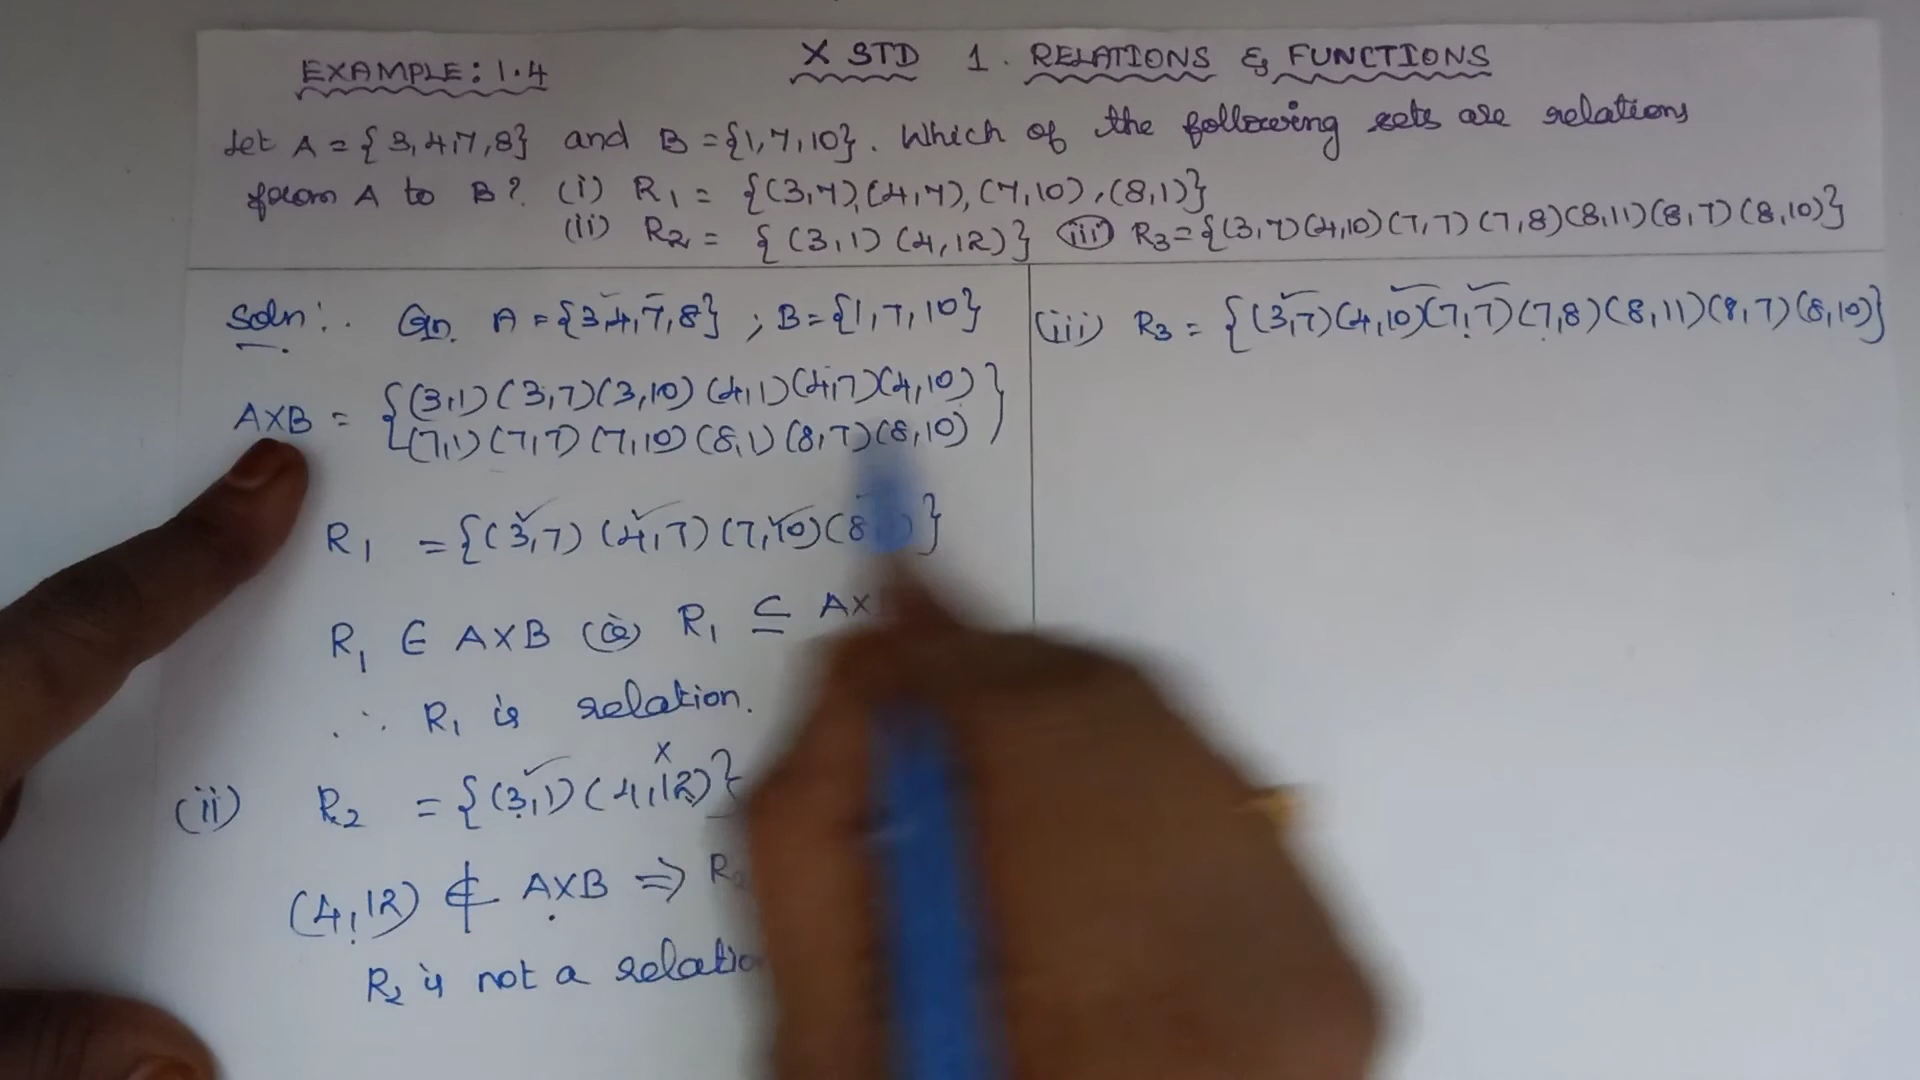 EXAMPLE: 1.4
X STD 1. RELATIONS & FUNCTIONS
Let A = {3,4,7,8} and B = {1,7,10}. Which of the following sets are relations
from A to B? (i) R1 = {(3,7),(4,7),(7,10),(8,1)}
(ii) R2 = {(3,1)(4,12)} (iii) R3={(3,7)(4,10)(7,7)(7,8)(8,11)(8,7)(8,10)}
Soln:. Gn. A = {3,4,7,8} ; B = {1,7,10}
AXB = {(3,1)(3,7)(3,10)(4,1)(4,7)(4,10)
(7,1)(7,7)(7,10)(8,1)(8,7)(8,10)}
R1 = {(3,7)(4,7)(7,10)(8 )}
R1 ∈ AXB R1 ⊆ AX
∴ R1 is relation.
(ii) R2 = {(3,1)(4,12)}
X
(4,12) ∉ AXB ⇒
R2 is not a
(iii) R3 = {(3,7)(4,10)(7,7)(7,8)(8,11)(8,7)(8,10)}